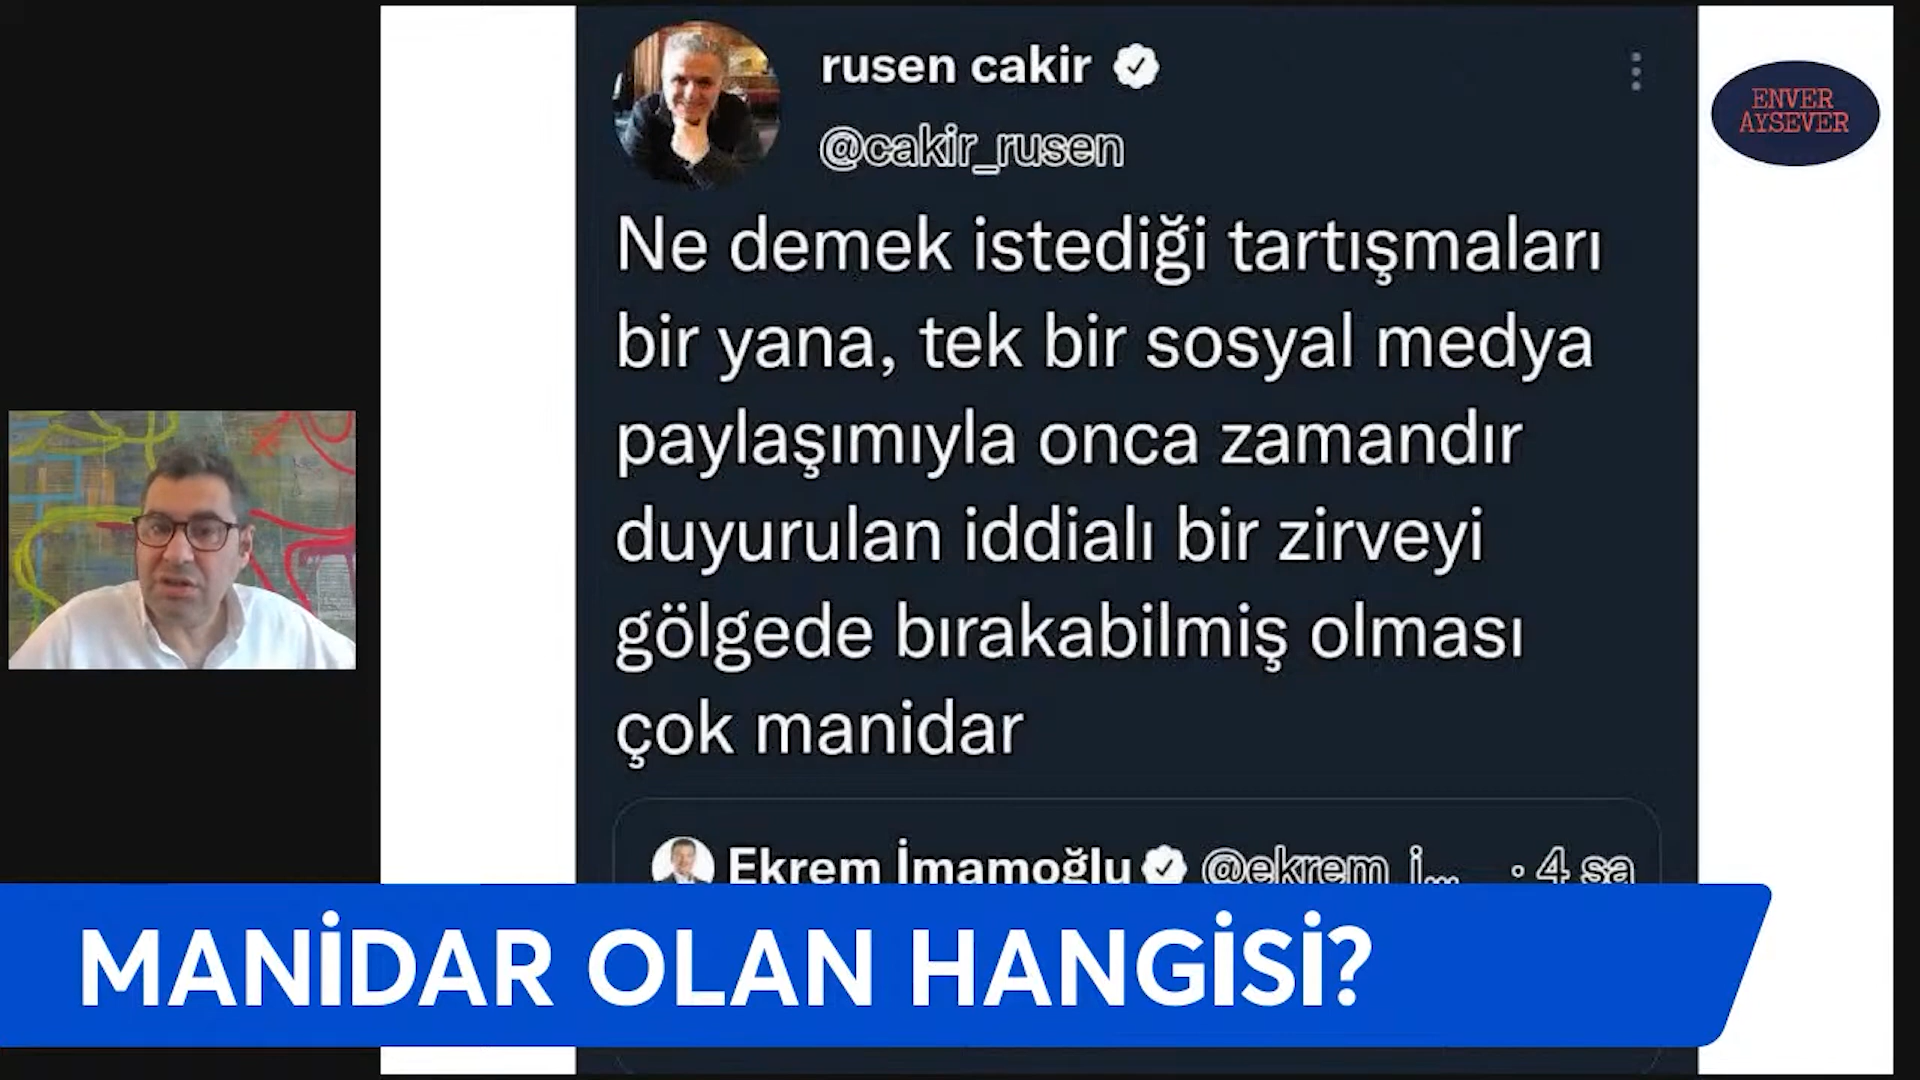 rusen cakir
@cakir_rusen
Ne demek istediği tartışmaları
bir yana, tek bir sosyal medya
paylaşımıyla onca zamandır
duyurulan iddialı bir zirveyi
gölgede bırakabilmiş olması
çok manidar
Ekrem İmamoğlu @ekrem_i... · 4 sa
ENVER
AYSEVER
MANİDAR OLAN HANGİSİ?